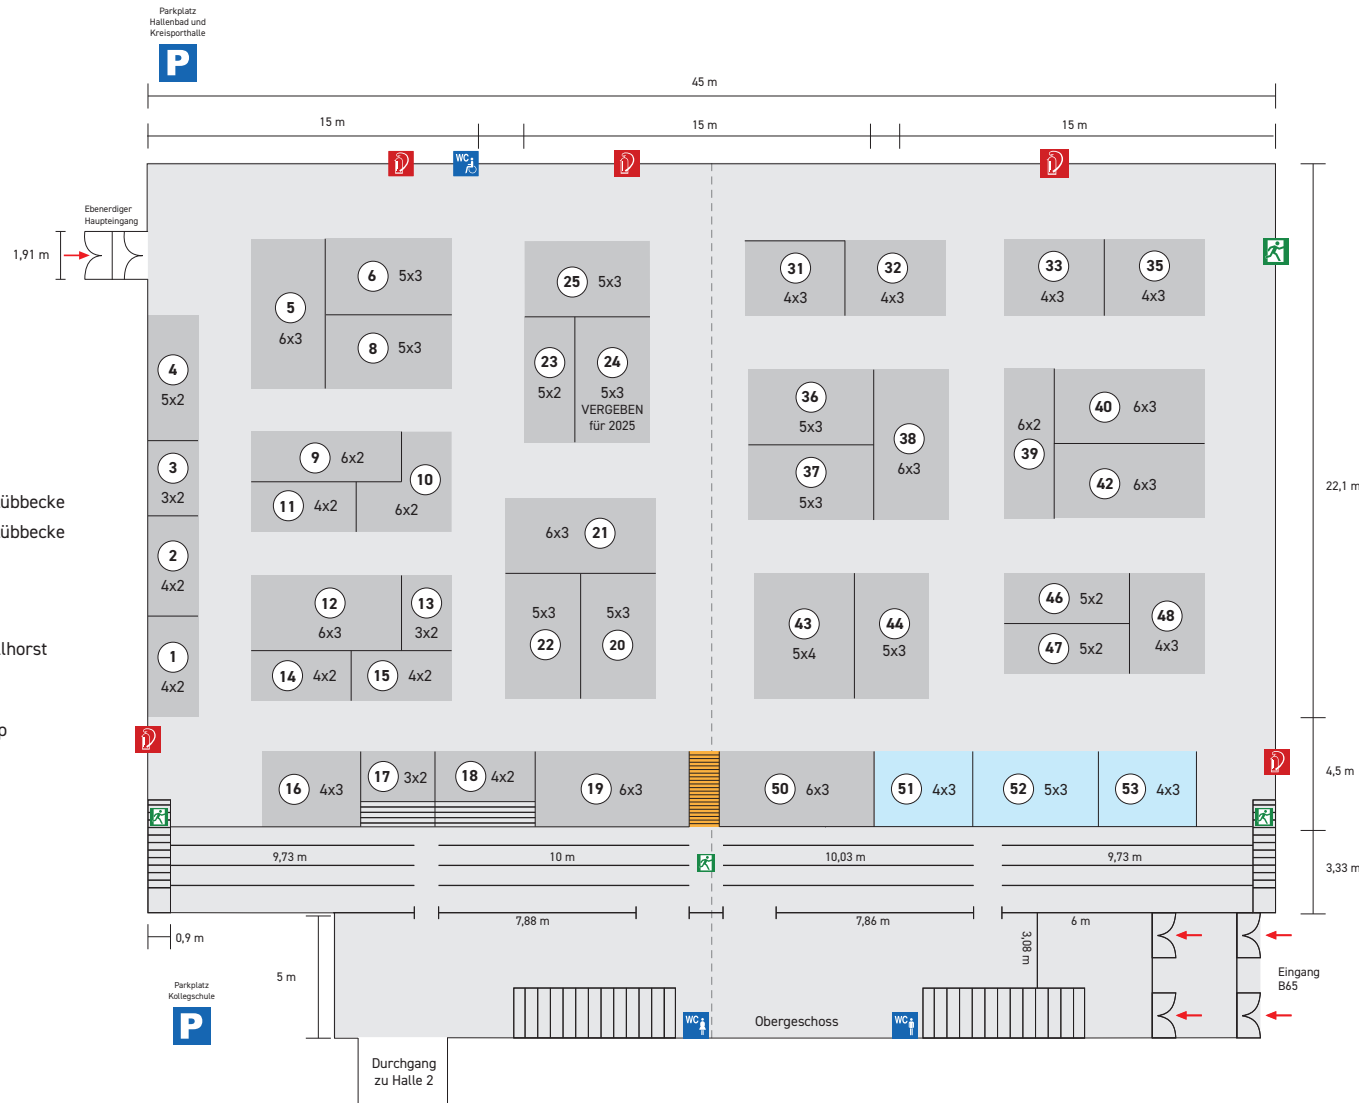 Parkplatz
Hallenbad und
Kreissporthalle
P
45 m
15 m
15 m
15 m
WC
Ebenerdiger
Haupteingang
1,91 m
5
6x3
6 5x3
8 5x3
25 5x3
23
5x2
24
5x3
VERGEBEN
für 2025
31
4x3
32
4x3
33
4x3
35
4x3
4
5x2
3
3x2
2
4x2
1
4x2
9 6x2
10
6x2
11 4x2
36
5x3
37
5x3
38
6x3
6x2
39
40 6x3
42 6x3
22,1 m
übbecke
übbecke
lhorst
p
6x3 21
5x3
22
5x3
20
12
6x3
13
3x2
14 4x2
15 4x2
43
5x4
44
5x3
46 5x2
47 5x2
48
4x3
16 4x3
17 3x2
18 4x2
19 6x3
50 6x3
51 4x3
52 5x3
53 4x3
4,5 m
9,73 m
10 m
10,03 m
9,73 m
3,33 m
7,88 m
7,86 m
6 m
0,9 m
5 m
3,08 m
Parkplatz
Kollegschule
P
Eingang
B65
WC
Obergeschoss
WC
Durchgang
zu Halle 2